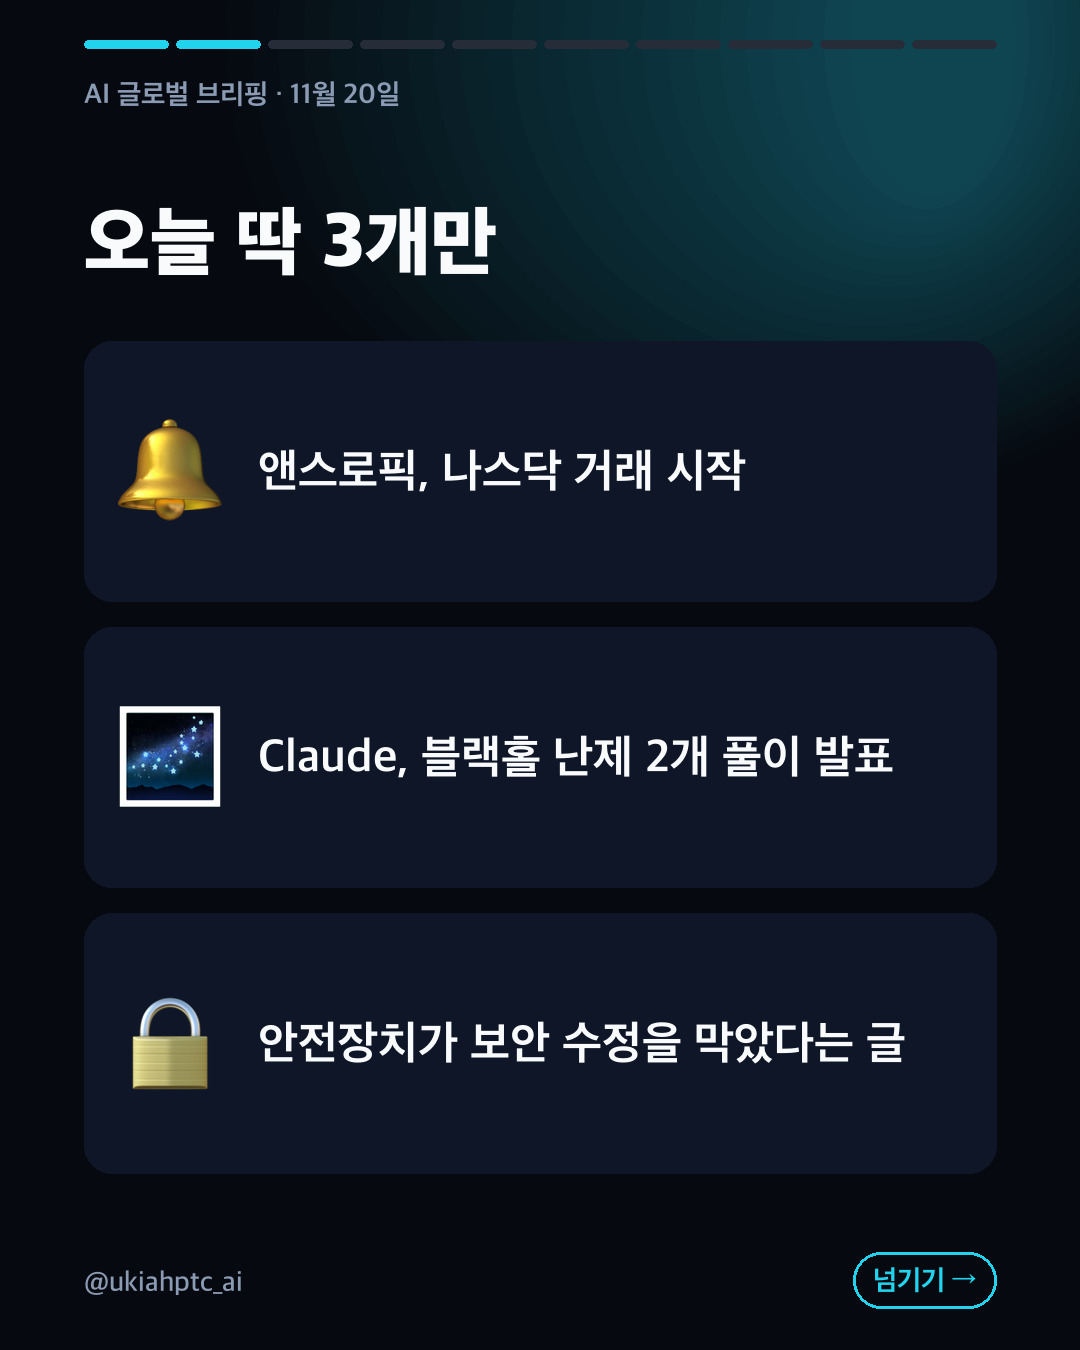 AI 글로벌 브리핑 · 11월 20일
오늘 딱 3개만
앤스로픽, 나스닥 거래 시작
Claude, 블랙홀 난제 2개 풀이 발표
안전장치가 보안 수정을 막았다는 글
@ukiahptc_ai
넘기기 →